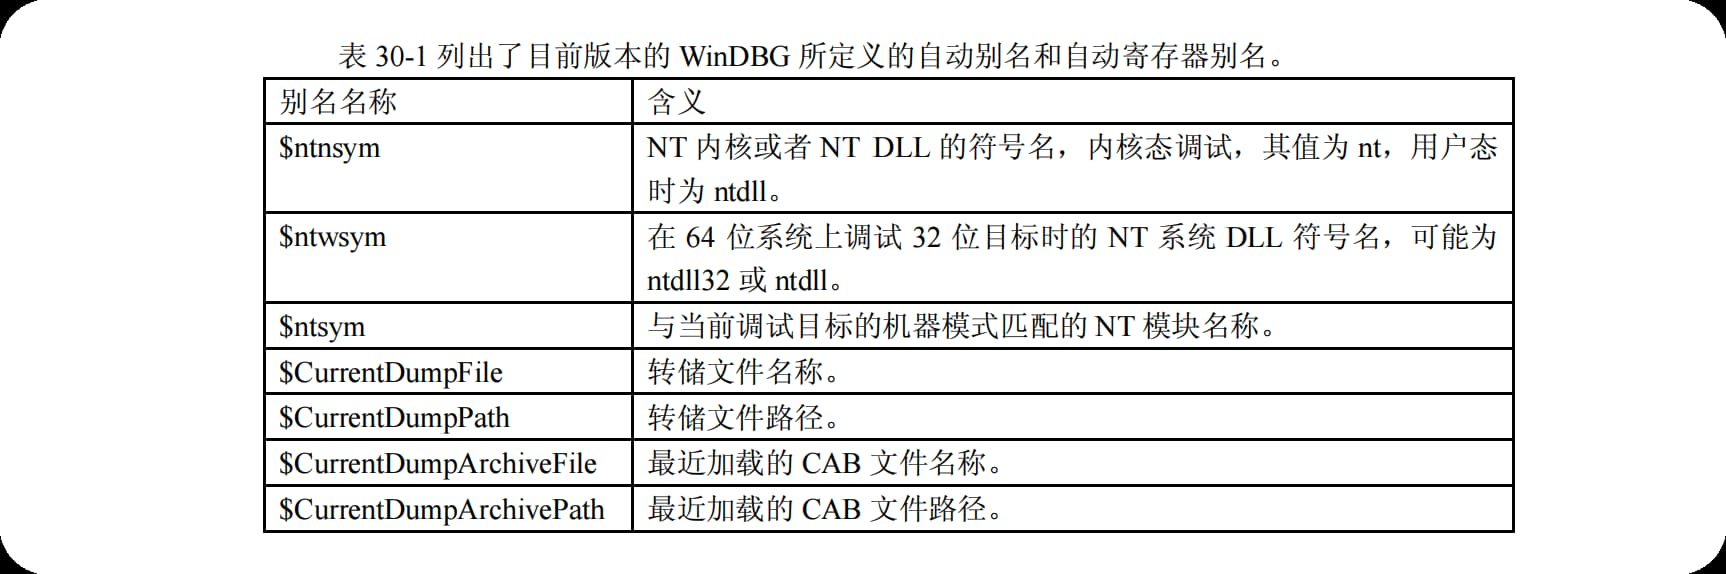 表 30-1 列出了目前版本的 WinDBG 所定义的自动别名和自动寄存器别名。
别名名称 含义
$ntnsym NT 内核或者 NT DLL 的符号名，内核态调试，其值为 nt，用户态
时为 ntdll。
$ntwsym 在 64 位系统上调试 32 位目标时的 NT 系统 DLL 符号名，可能为
ntdll32 或 ntdll。
$ntsym 与当前调试目标的机器模式匹配的 NT 模块名称。
$CurrentDumpFile 转储文件名称。
$CurrentDumpPath 转储文件路径。
$CurrentDumpArchiveFile 最近加载的 CAB 文件名称。
$CurrentDumpArchivePath 最近加载的 CAB 文件路径。